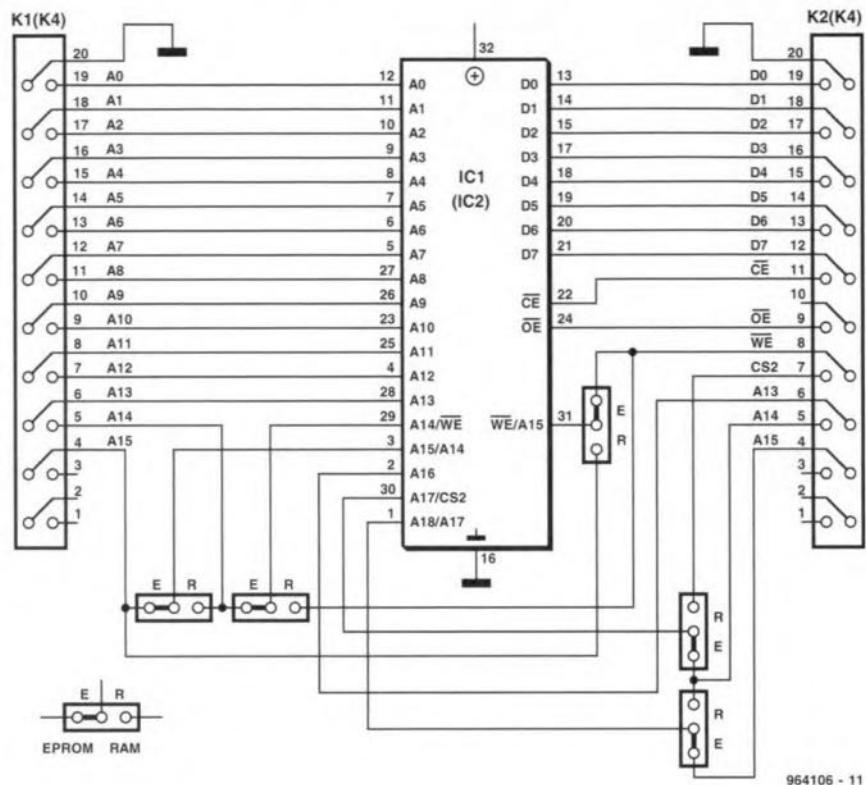 K1(K4)
K2(K4)
20
19 A0
18 A1
17 A2
16 A3
15 A4
14 A5
13 A6
12 A7
11 A8
10 A9
9 A10
8 A11
7 A12
6 A13
5 A14
4 A15
3
2
1
32
12 A0
11 A1
10 A2
9 A3
8 A4
7 A5
6 A6
5 A7
27 A8
26 A9
23 A10
25 A11
4 A12
28 A13
29 A14/W̅E̅
3 A15/A14
2 A16
30 A17/CS2
1 A18/A17
IC1
(IC2)
D0 13
D1 14
D2 15
D3 17
D4 18
D5 19
D6 20
D7 21
C̅E̅ 22
O̅E̅ 24
W̅E̅/A15 31
16
20
D0 19
D1 18
D2 17
D3 16
D4 15
D5 14
D6 13
D7 12
C̅E̅ 11
10
O̅E̅ 9
W̅E̅ 8
CS2 7
A13 6
A14 5
A15 4
3
2
1
E
R
E R
E R
R
E
R
E
E R
EPROM RAM
964106 - 11